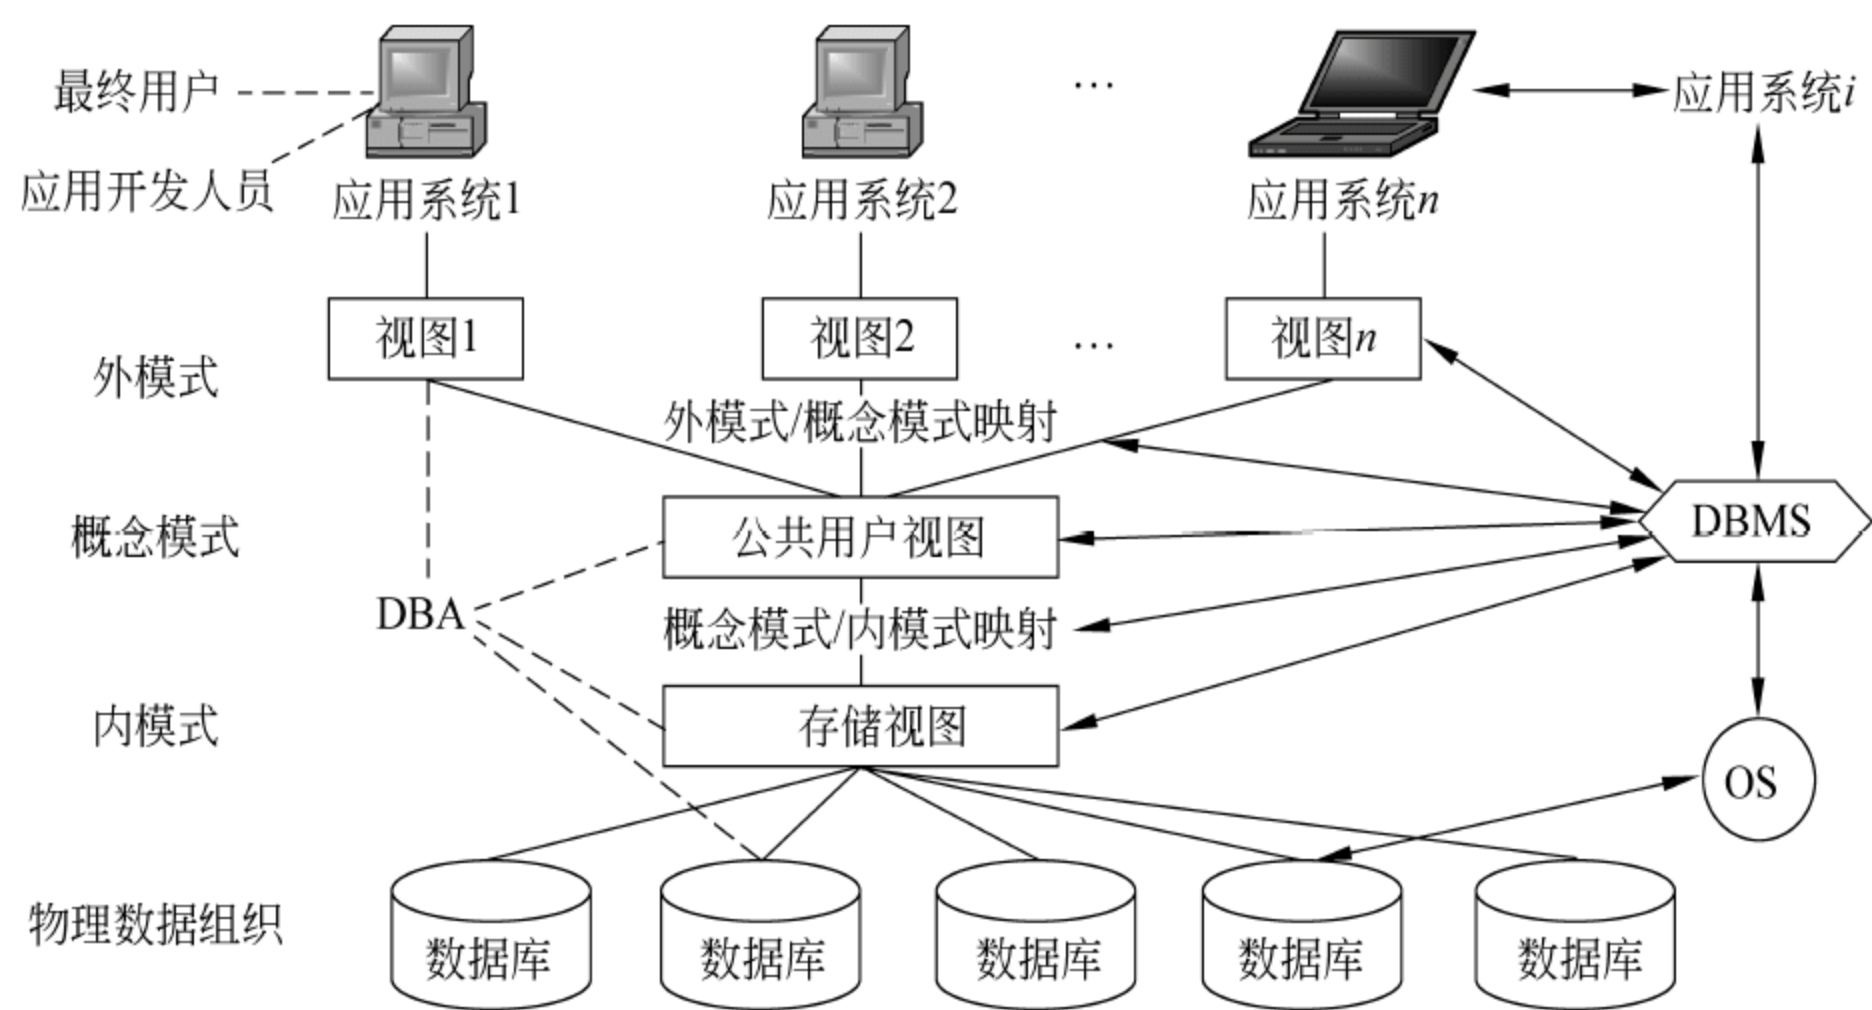 最终用户
…
应用系统i
应用开发人员
应用系统1
应用系统2
应用系统n
视图1
视图2
…
视图n
外模式
外模式/概念模式映射
概念模式
公共用户视图
DBMS
DBA
概念模式/内模式映射
内模式
存储视图
OS
物理数据组织
数据库
数据库
数据库
数据库
数据库